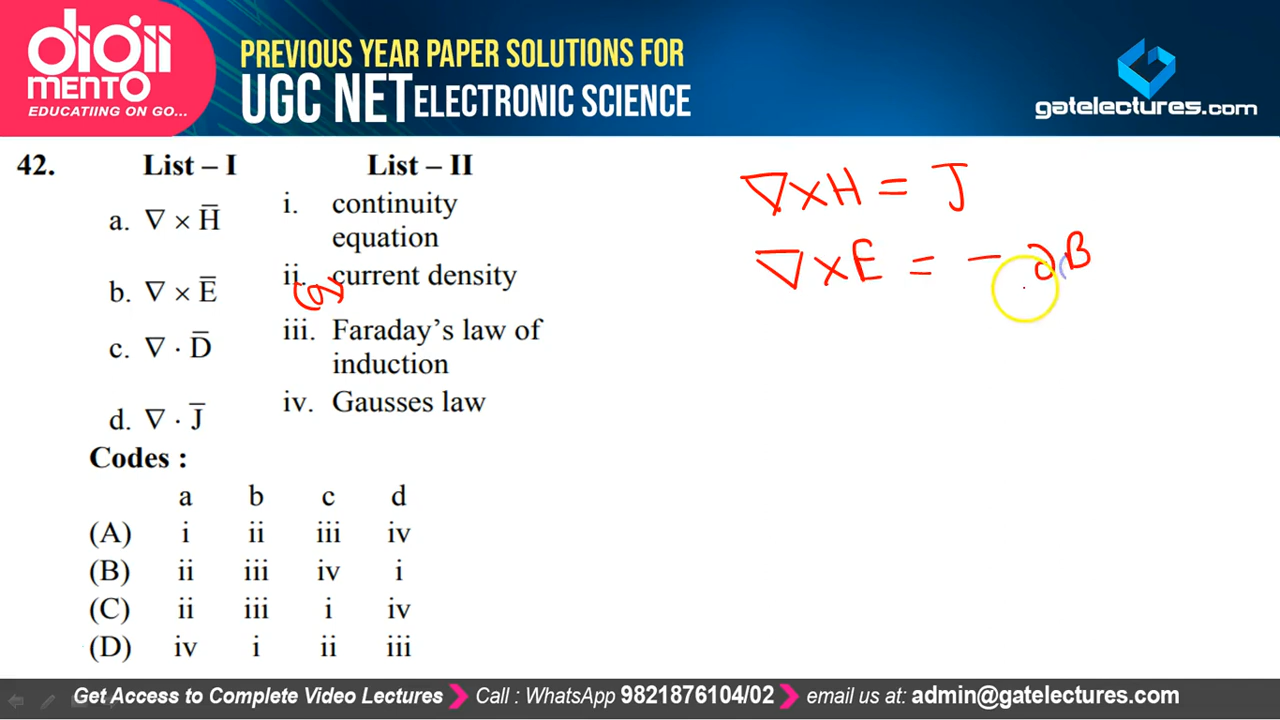 digii
MENTO
EDUCATIING ON GO...
PREVIOUS YEAR PAPER SOLUTIONS FOR
UGC NET ELECTRONIC SCIENCE
gatelectures.com
42. List – I List – II
a. ∇ × H̅
b. ∇ × E̅
c. ∇ · D̅
d. ∇ · J̅
i. continuity
equation
ii. current density
(a)
iii. Faraday's law of
induction
iv. Gausses law
Codes :
a b c d
(A) i ii iii iv
(B) ii iii iv i
(C) ii iii i iv
(D) iv i ii iii
∇×H = J
∇×E = - ∂B
Get Access to Complete Video Lectures Call : WhatsApp 9821876104/02 email us at: admin@gatelectures.com